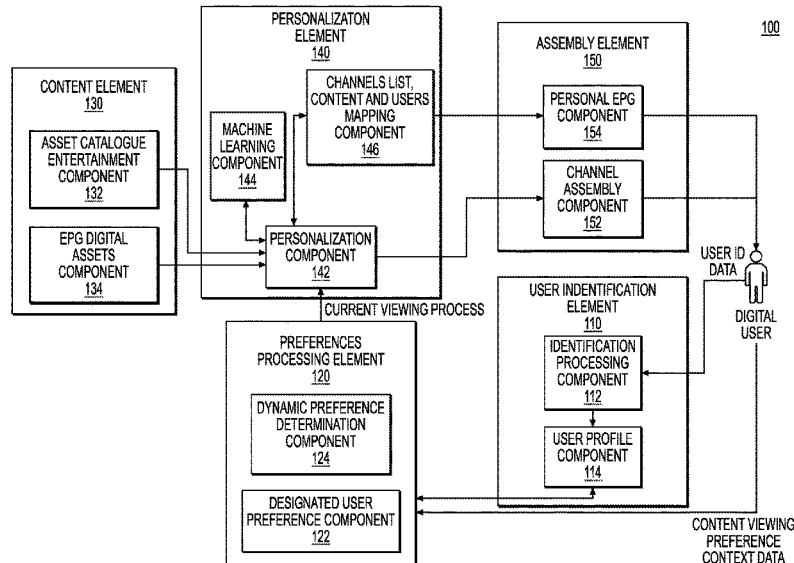 100
PERSONALIZATON
ELEMENT
140
CHANNELS LIST,
CONTENT AND USERS
MAPPING
COMPONENT
146
MACHINE
LEARNING
COMPONENT
144
PERSONALIZATION
COMPONENT
142
CONTENT ELEMENT
130
ASSET CATALOGUE
ENTERTAINMENT
COMPONENT
132
EPG DIGITAL
ASSETS
COMPONENT
134
ASSEMBLY ELEMENT
150
PERSONAL EPG
COMPONENT
154
CHANNEL
ASSEMBLY
COMPONENT
152
USER ID
DATA
DIGITAL
USER
USER INDENTIFICATION
ELEMENT
110
IDENTIFICATION
PROCESSING
COMPONENT
112
USER PROFILE
COMPONENT
114
CURRENT VIEWING PROCESS
PREFERENCES
PROCESSING ELEMENT
120
DYNAMIC PREFERENCE
DETERMINATION
COMPONENT
124
DESIGNATED USER
PREFERENCE COMPONENT
122
CONTENT VIEWING
PREFERENCE
CONTEXT DATA